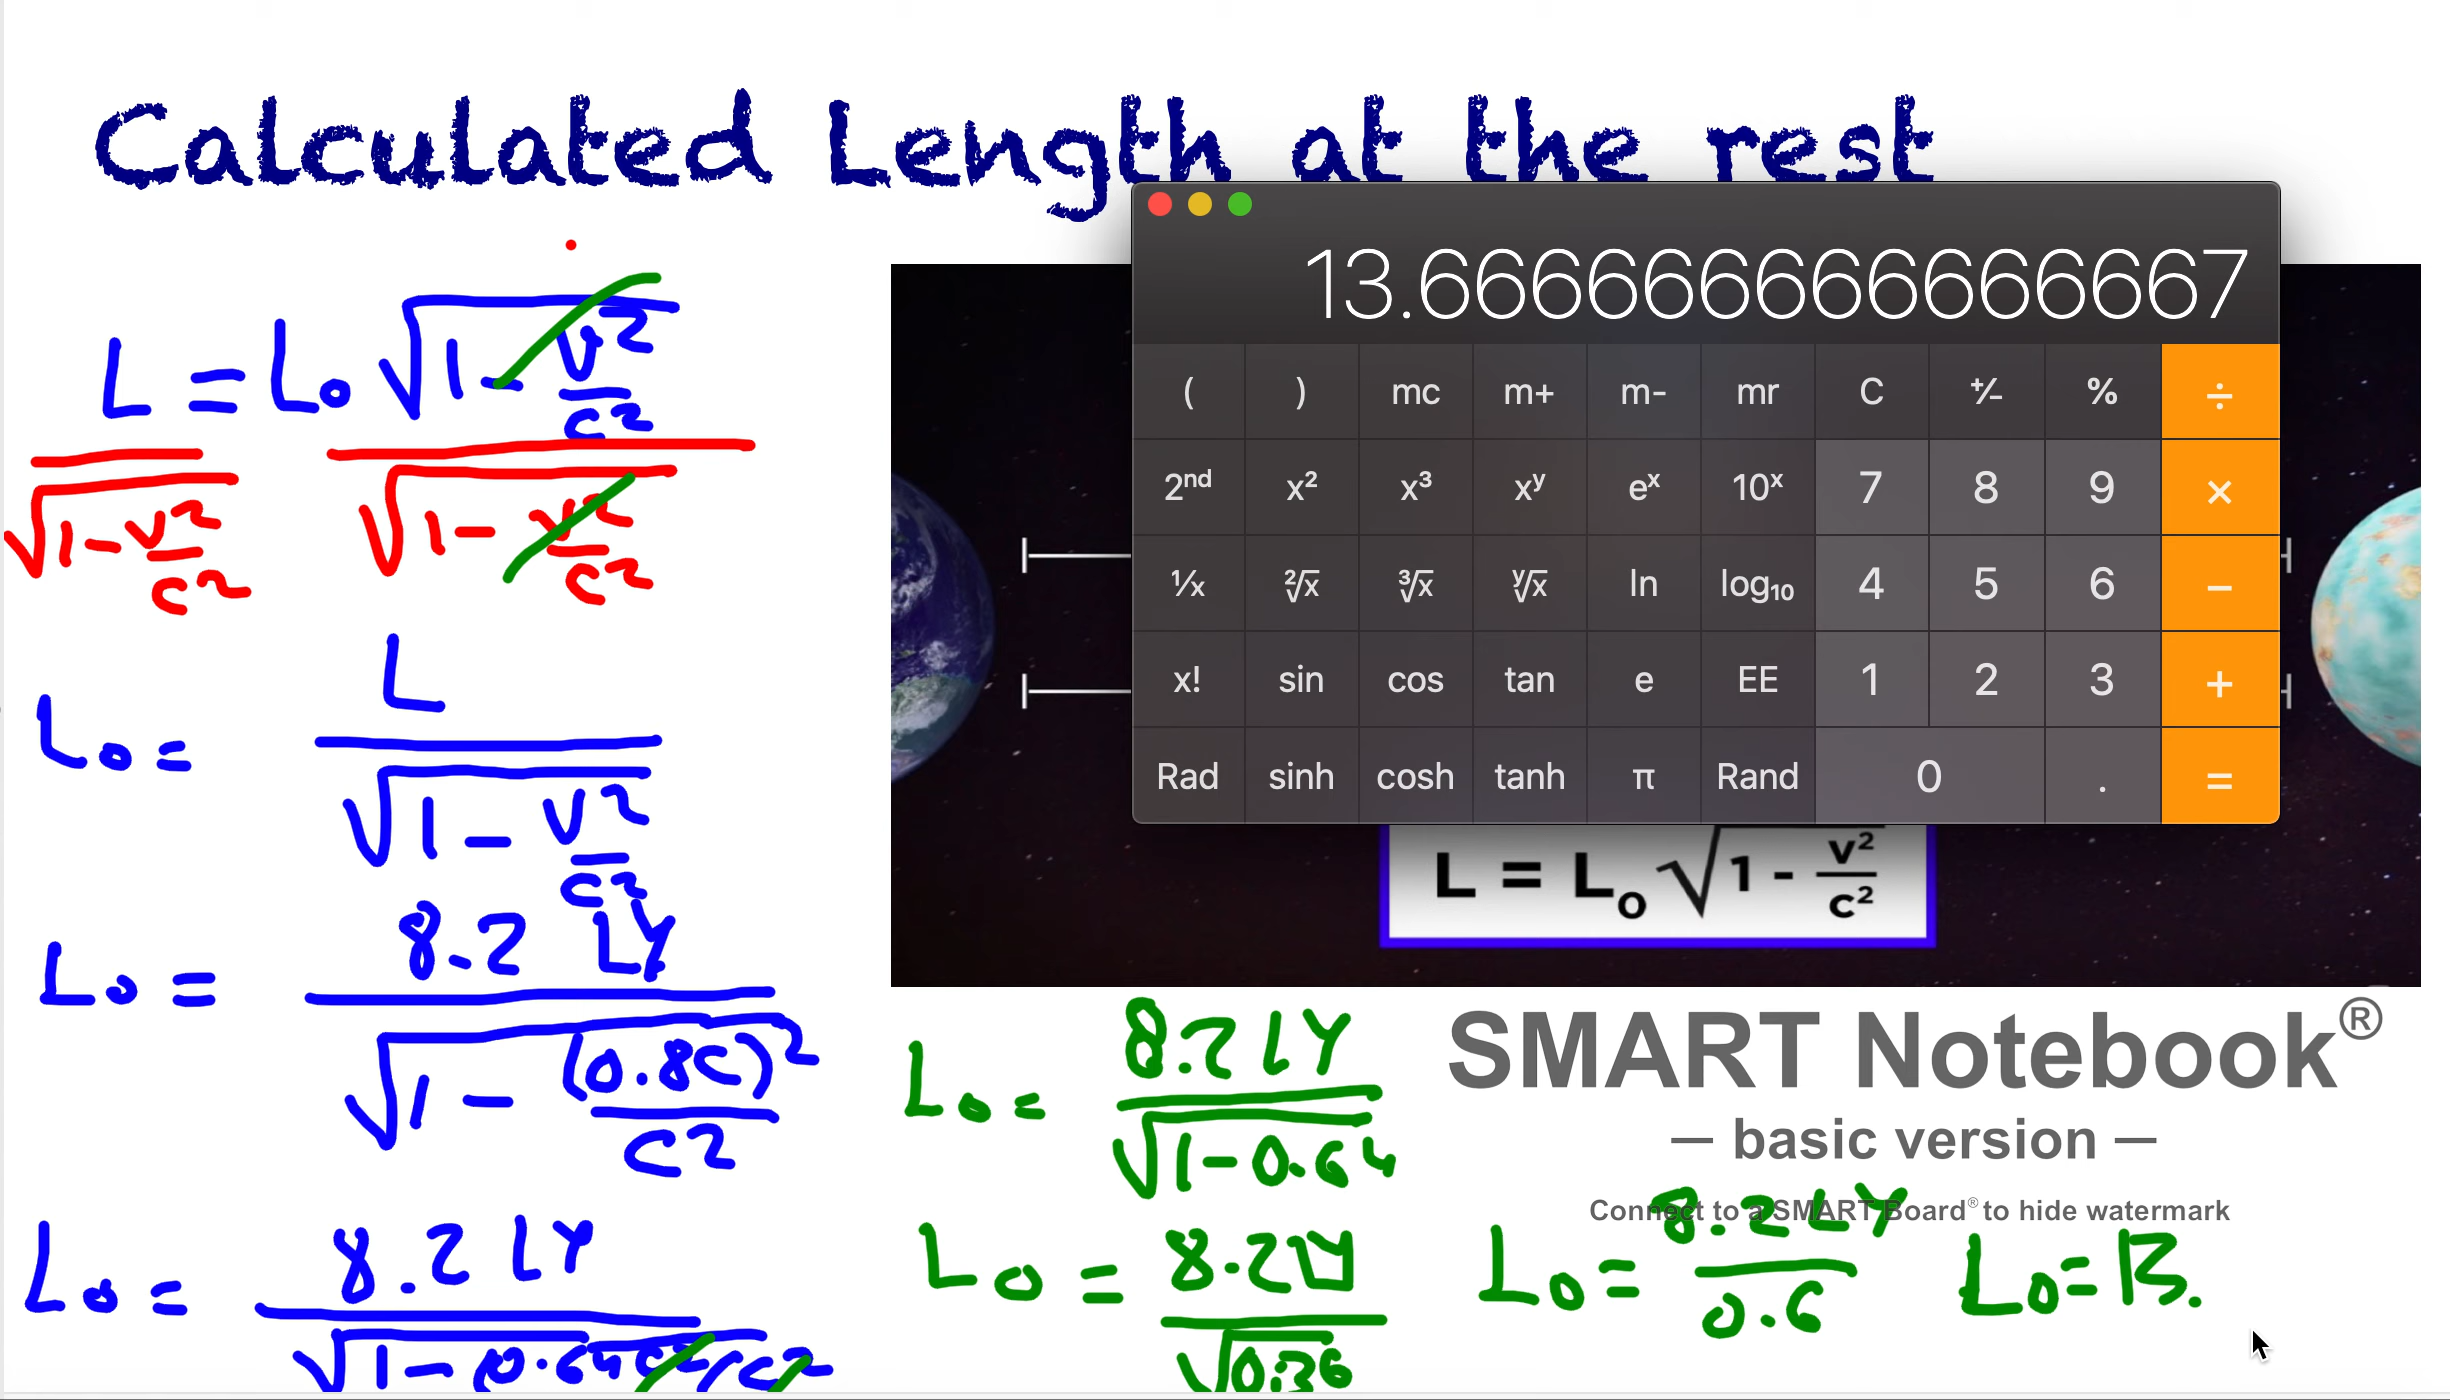 Calculated Length at the rest
L = L₀ √1 - v²/c²
√1 - v²/c² √1 - v²/c²
L₀ = L / √1 - v²/c²
L₀ = 8.2 LY / √1 - (0.8C)²/C²
L₀ = 8.2 LY / √1 - (0.64C²/C²
13.666666666666667
( ) mc m+ m- mr C ⁺⁄₋ % ÷
2ⁿᵈ x² x³ xʸ eˣ 10ˣ 7 8 9 ×
¹⁄x ²√x ³√x ʸ√x ln log₁₀ 4 5 6 −
x! sin cos tan e EE 1 2 3 +
Rad sinh cosh tanh π Rand 0 . =
L = L₀ √1 - v²/c²
SMART Notebook®
— basic version —
Connect to a SMART Board® to hide watermark
L₀ = 8.2 LY / √1 - 0.64
L₀ = 8.2 LY / √0.36
L₀ = 8.2 LY / 0.6
L₀ = 13.